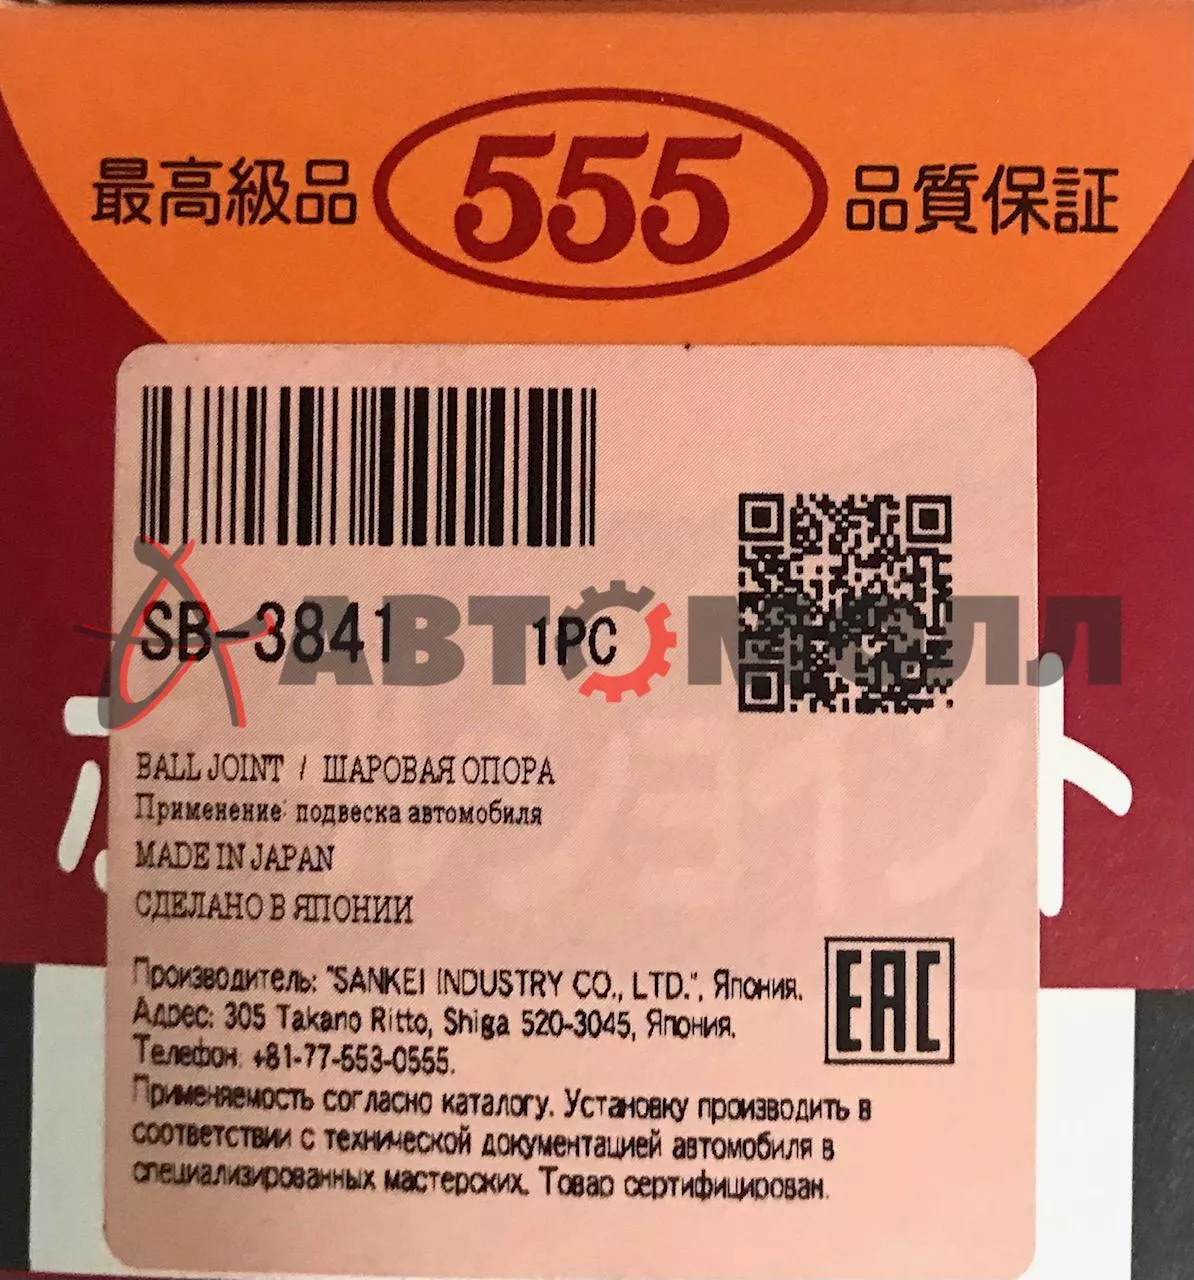 最高級品 555 品質保証
SB-3841 1PC
АВТОМОЛЛ
BALL JOINT / ШАРОВАЯ ОПОРА
Применение: подвеска автомобиля
MADE IN JAPAN
СДЕЛАНО В ЯПОНИИ
Производитель: "SANKEI INDUSTRY CO., LTD.", Япония.
Адрес: 305 Takano Ritto, Shiga 520-3045, Япония.
Телефон: +81-77-553-0555.
EAC
Применяемость согласно каталогу. Установку производить в
соответствии с технической документацией автомобиля в
специализированных мастерских. Товар сертифицирован.
ト